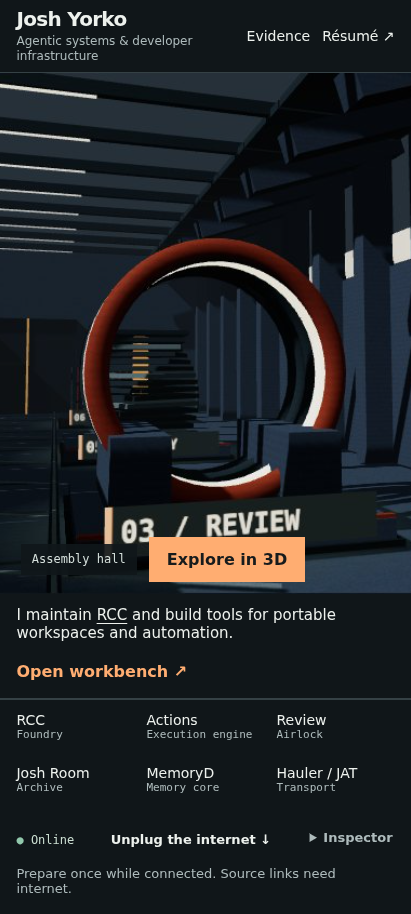 Josh Yorko
Agentic systems & developer
infrastructure
Evidence
Résumé ↗
06
03 / REVIEW
Assembly hall
Explore in 3D
I maintain RCC and build tools for portable
workspaces and automation.
Open workbench ↗
RCC
Foundry
Actions
Execution engine
Review
Airlock
Josh Room
Archive
MemoryD
Memory core
Hauler / JAT
Transport
● Online
Unplug the internet ↓
▶ Inspector
Prepare once while connected. Source links need
internet.